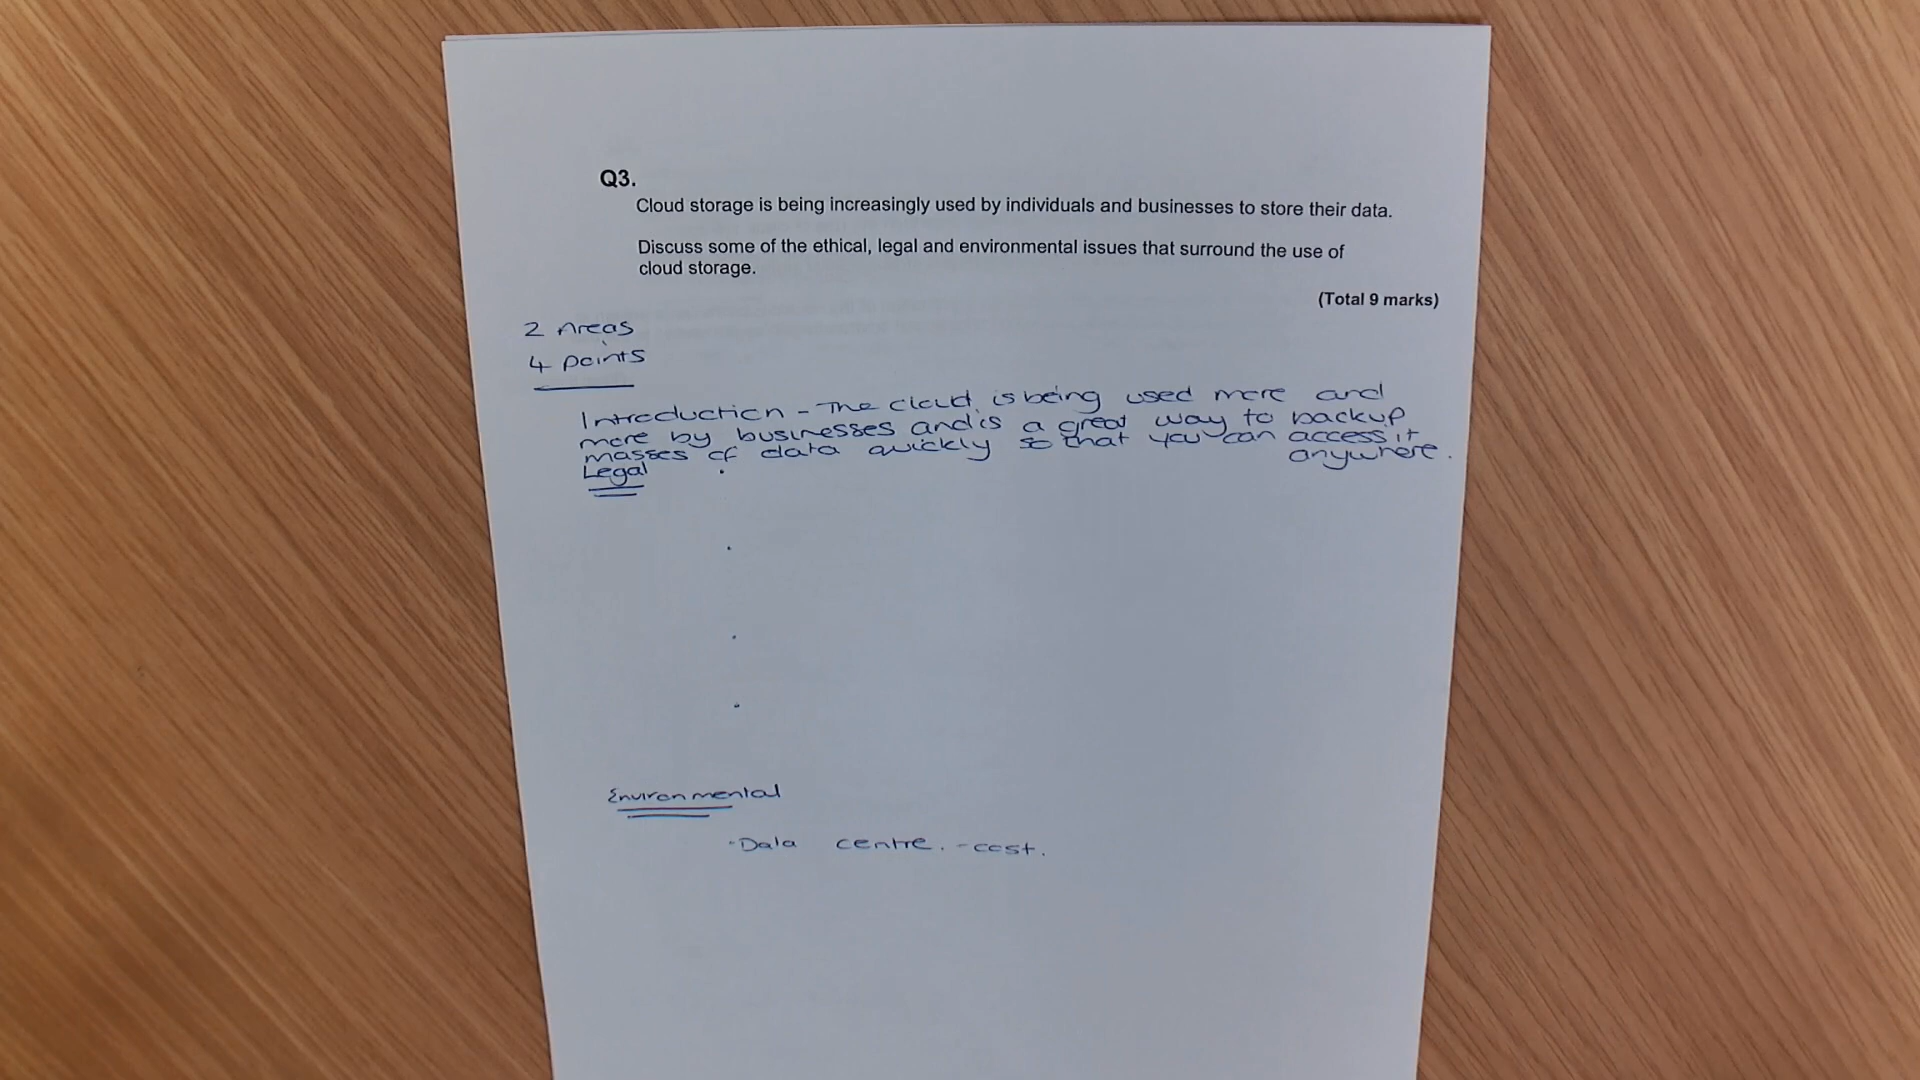 Q3.
Cloud storage is being increasingly used by individuals and businesses to store their data.
Discuss some of the ethical, legal and environmental issues that surround the use of
cloud storage.
(Total 9 marks)
2 Areas
4 points
Introduction - The cloud is being used more and
more by businesses and is a great way to backup
masses of data quickly so that you can access it
anywhere.
Legal
Environmental
· Data centre. - cost.